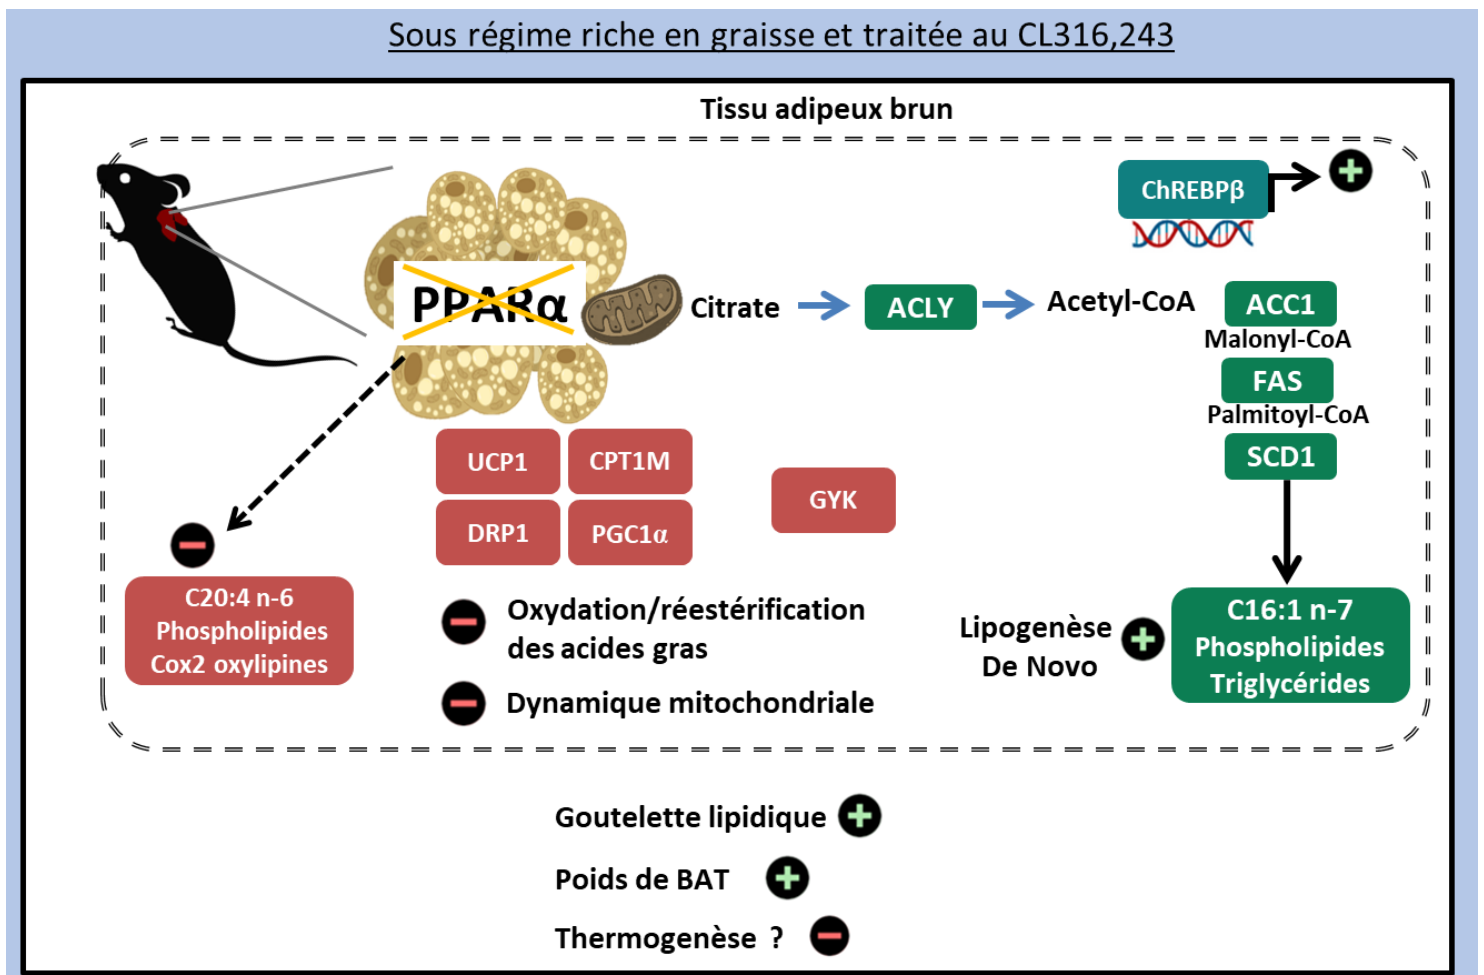 Sous régime riche en graisse et traitée au CL316,243
Tissu adipeux brun
ChREBPβ
PPARα
Citrate
ACLY
Acetyl-CoA
ACC1
Malonyl-CoA
FAS
Palmitoyl-CoA
SCD1
UCP1
CPT1M
GYK
DRP1
PGC1α
C20:4 n-6
Phospholipides
Cox2 oxylipines
Oxydation/réestérification
des acides gras
Dynamique mitochondriale
Lipogenèse
De Novo
C16:1 n-7
Phospholipides
Triglycérides
Goutelette lipidique
Poids de BAT
Thermogenèse ?